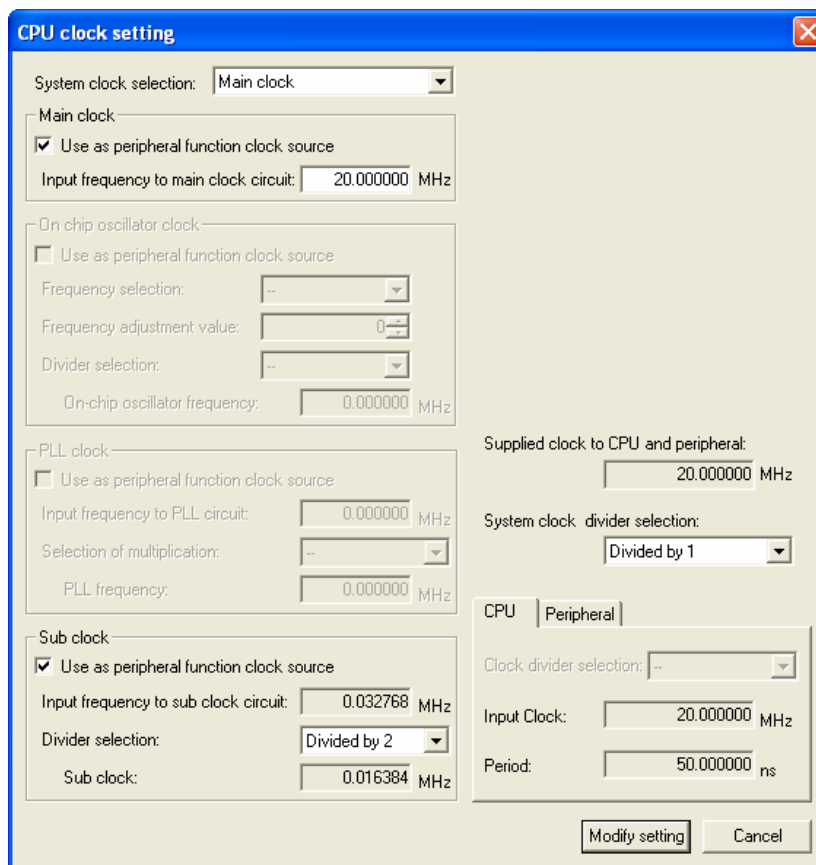 CPU clock setting
System clock selection: Main clock
Main clock
Use as peripheral function clock source
Input frequency to main clock circuit: 20.000000 MHz
On chip oscillator clock
Use as peripheral function clock source
Frequency selection: --
Frequency adjustment value: 0
Divider selection: --
On-chip oscillator frequency: 0.000000 MHz
PLL clock
Use as peripheral function clock source
Input frequency to PLL circuit: 0.000000 MHz
Selection of multiplication: --
PLL frequency: 0.000000 MHz
Sub clock
Use as peripheral function clock source
Input frequency to sub clock circuit: 0.032768 MHz
Divider selection: Divided by 2
Sub clock: 0.016384 MHz
Supplied clock to CPU and peripheral:
20.000000 MHz
System clock divider selection:
Divided by 1
CPU Peripheral
Clock divider selection: --
Input Clock: 20.000000 MHz
Period: 50.000000 ns
Modify setting Cancel